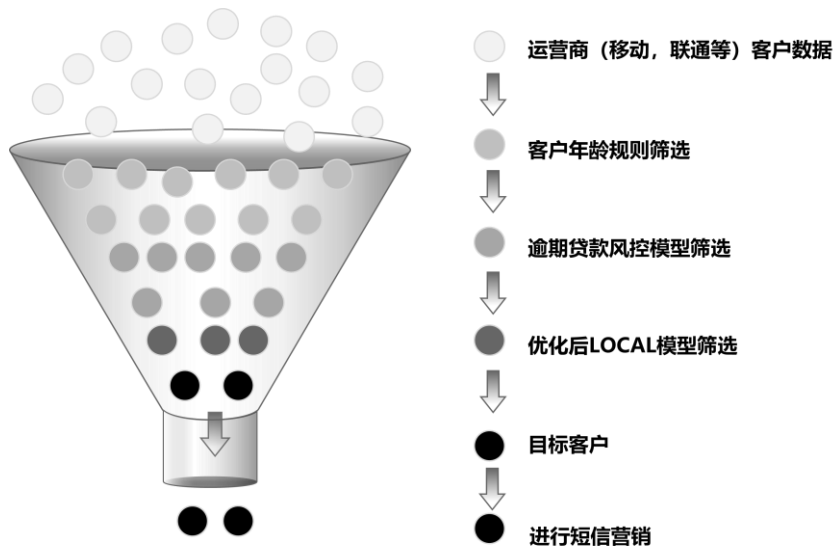 运营商（移动，联通等）客户数据
客户年龄规则筛选
逾期贷款风控模型筛选
优化后LOCAL模型筛选
目标客户
进行短信营销